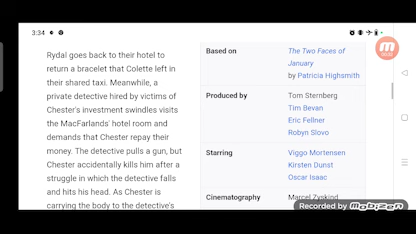 3:34
Rydal goes back to their hotel to
return a bracelet that Colette left in
their shared taxi. Meanwhile, a
private detective hired by victims of
Chester's investment swindles visits
the MacFarlands' hotel room and
demands that Chester repay their
money. The detective pulls a gun, but
Chester accidentally kills him after a
struggle in which the detective falls
and hits his head. As Chester is
carrying the body to the detective's
Based on
The Two Faces of
January
by Patricia Highsmith
Produced by
Tom Sternberg
Tim Bevan
Eric Fellner
Robyn Slovo
Starring
Viggo Mortensen
Kirsten Dunst
Oscar Isaac
Cinematography
Marcel Zyskind
Recorded by Mobizen